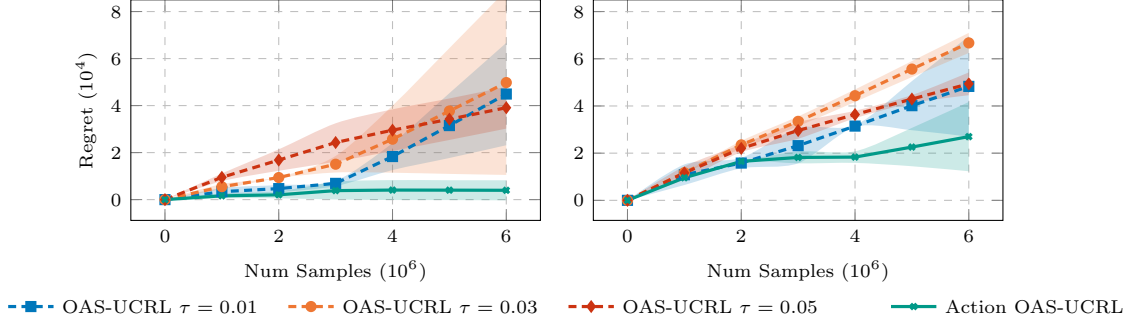 8
6
4
2
0
Regret (10⁴)
0 2 4 6
Num Samples (10⁶)
8
6
4
2
0
0 2 4 6
Num Samples (10⁶)
OAS-UCRL τ = 0.01 OAS-UCRL τ = 0.03 OAS-UCRL τ = 0.05 Action OAS-UCRL